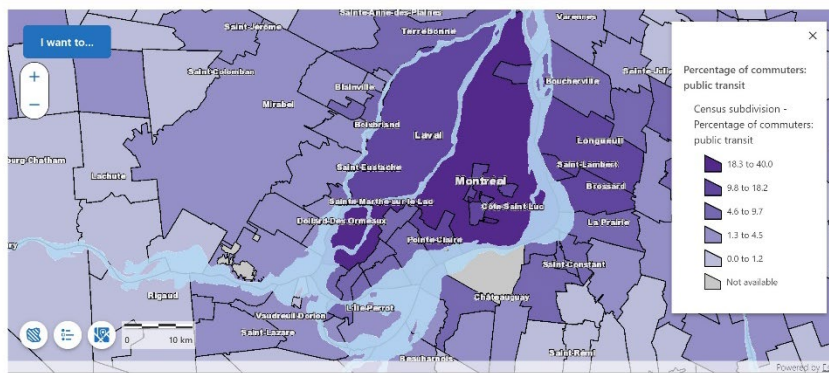 Sainte-Anne-des-Plaines
Varennes
Saint-Jérôme
Terrebonne
I want to...
+
−
Saint-Colomban
Sainte-Julie
Boucherville
Blainville
Mirabel
Boisbriand
Laval
Longueuil
Saint-Lambert
Saint-Eustache
burg-Chatham
Lachute
Montréal
Brossard
Sainte-Marthe-sur-le-Lac
Côte-Saint-Luc
Dollard-Des Ormeaux
La Prairie
Pointe-Claire
Saint-Constant
Rigaud
Châteauguay
L'Île-Perrot
Vaudreuil-Dorion
Saint-Lazare
0 10 km
Beauharnois
Saint-Rémi
Powered by
×
Percentage of commuters:
public transit
Census subdivision -
Percentage of commuters:
public transit
18.3 to 40.0
9.8 to 18.2
4.6 to 9.7
1.3 to 4.5
0.0 to 1.2
Not available